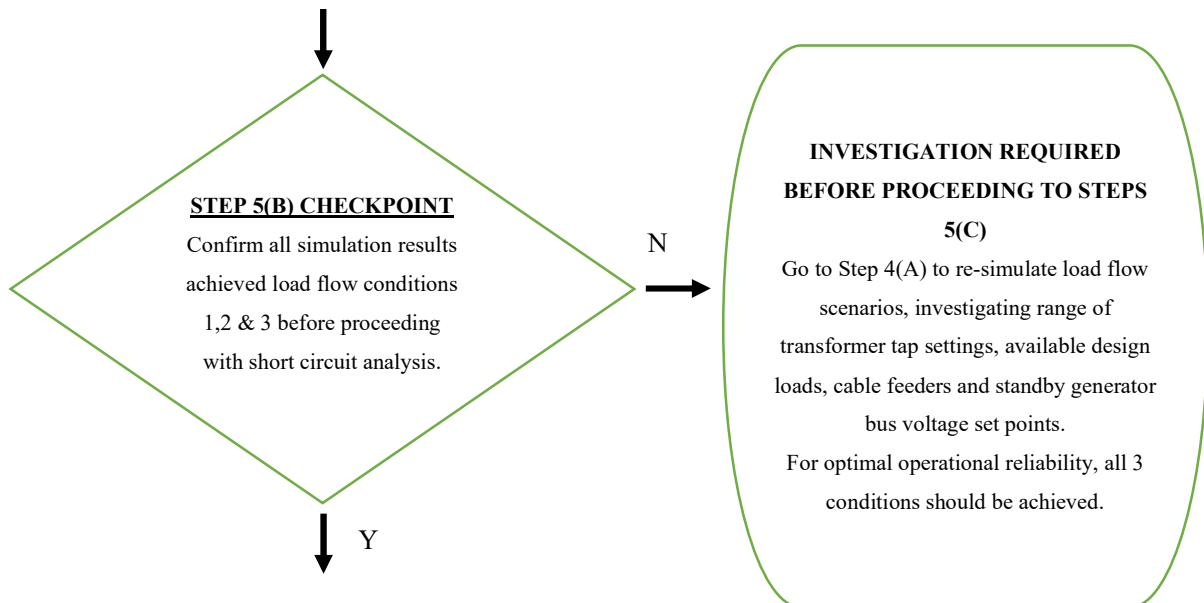 STEP 5(B) CHECKPOINT
Confirm all simulation results
achieved load flow conditions
1,2 & 3 before proceeding
with short circuit analysis.
N
Y
INVESTIGATION REQUIRED
BEFORE PROCEEDING TO STEPS
5(C)
Go to Step 4(A) to re-simulate load flow
scenarios, investigating range of
transformer tap settings, available design
loads, cable feeders and standby generator
bus voltage set points.
For optimal operational reliability, all 3
conditions should be achieved.